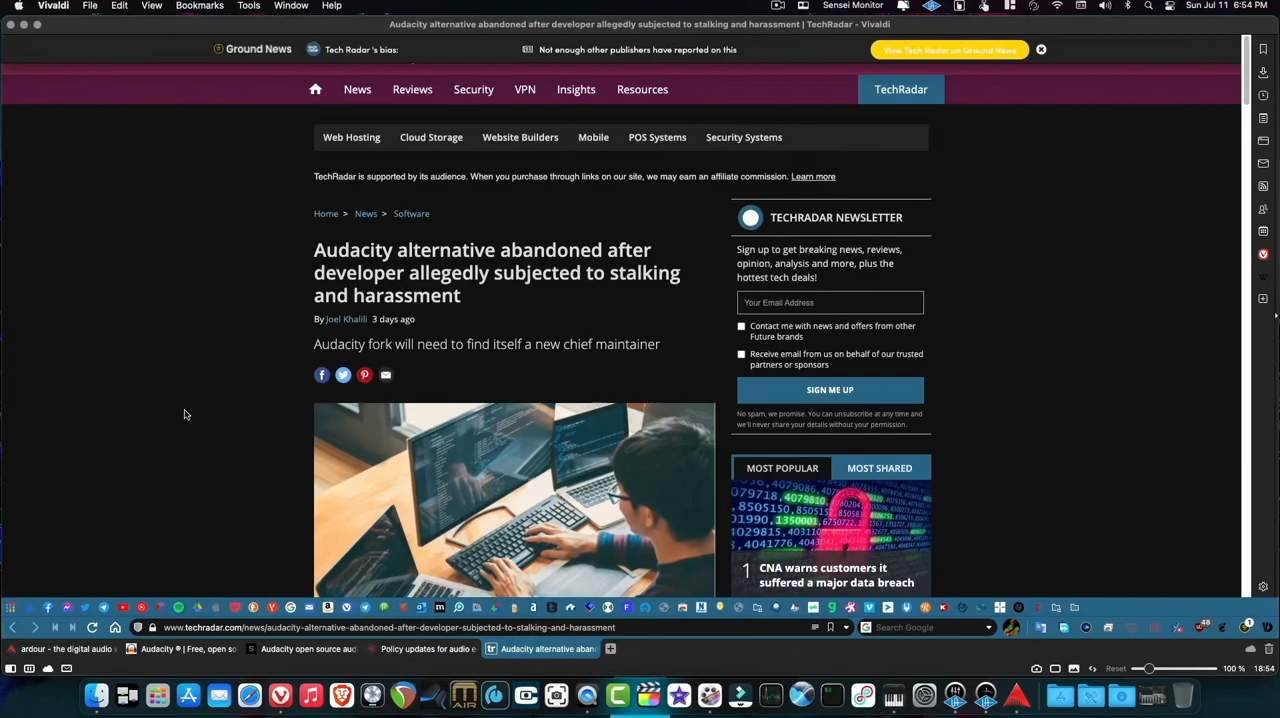 Vivaldi File Edit View Bookmarks Tools Window Help
Sensei Monitor
Sun Jul 11 6:54 PM
Audacity alternative abandoned after developer allegedly subjected to stalking and harassment | TechRadar - Vivaldi
Ground News
Tech Radar 's bias:
Not enough other publishers have reported on this
View Tech Radar on Ground News
News Reviews Security VPN Insights Resources
TechRadar
Web Hosting Cloud Storage Website Builders Mobile POS Systems Security Systems
TechRadar is supported by its audience. When you purchase through links on our site, we may earn an affiliate commission. Learn more
Home > News > Software
Audacity alternative abandoned after
developer allegedly subjected to stalking
and harassment
By Joel Khalili 3 days ago
Audacity fork will need to find itself a new chief maintainer
TECHRADAR NEWSLETTER
Sign up to get breaking news, reviews,
opinion, analysis and more, plus the
hottest tech deals!
Your Email Address
Contact me with news and offers from other
Future brands
Receive email from us on behalf of our trusted
partners or sponsors
SIGN ME UP
No spam, we promise. You can unsubscribe at any time and
we'll never share your details without your permission.
MOST POPULAR
MOST SHARED
1 CNA warns customers it
suffered a major data breach
www.techradar.com/news/audacity-alternative-abandoned-after-developer-subjected-to-stalking-and-harassment
Search Google
ardour - the digital audio
Audacity ® | Free, open so
Audacity open source aud
Policy updates for audio e
Audacity alternative aban
Reset
100 %
18:54